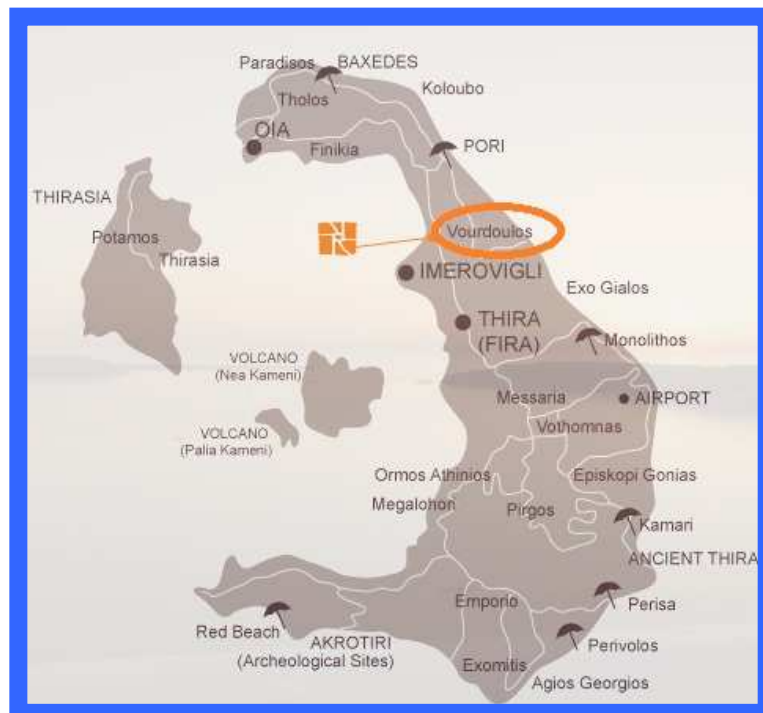 Paradisos BAXEDES
Tholos
Koloubo
OIA
Finikia
PORI
THIRASIA
Potamos
Thirasia
Vourdoulos
IMEROVIGLI
Exo Gialos
THIRA
(FIRA)
Monolithos
VOLCANO
(Nea Kameni)
Messaria
AIRPORT
VOLCANO
(Palia Kameni)
Vothomnas
Ormos Athinios
Episkopi Gonias
Megalohori
Pirgos
Kamari
ANCIENT THIRA
Emporio
Perisa
Red Beach
AKROTIRI
(Archeological Sites)
Perivolos
Exomitis
Agios Georgios